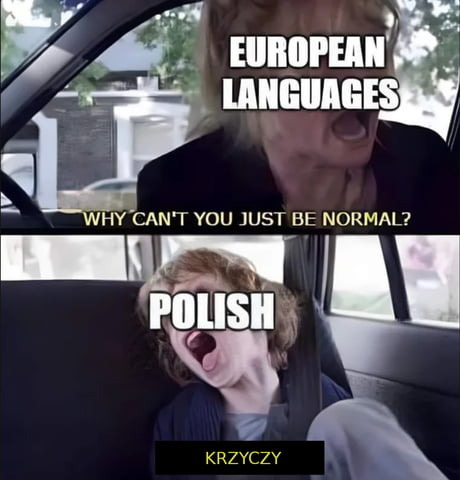 EUROPEAN
LANGUAGES
WHY CAN'T YOU JUST BE NORMAL?
POLISH
KRZYCZY